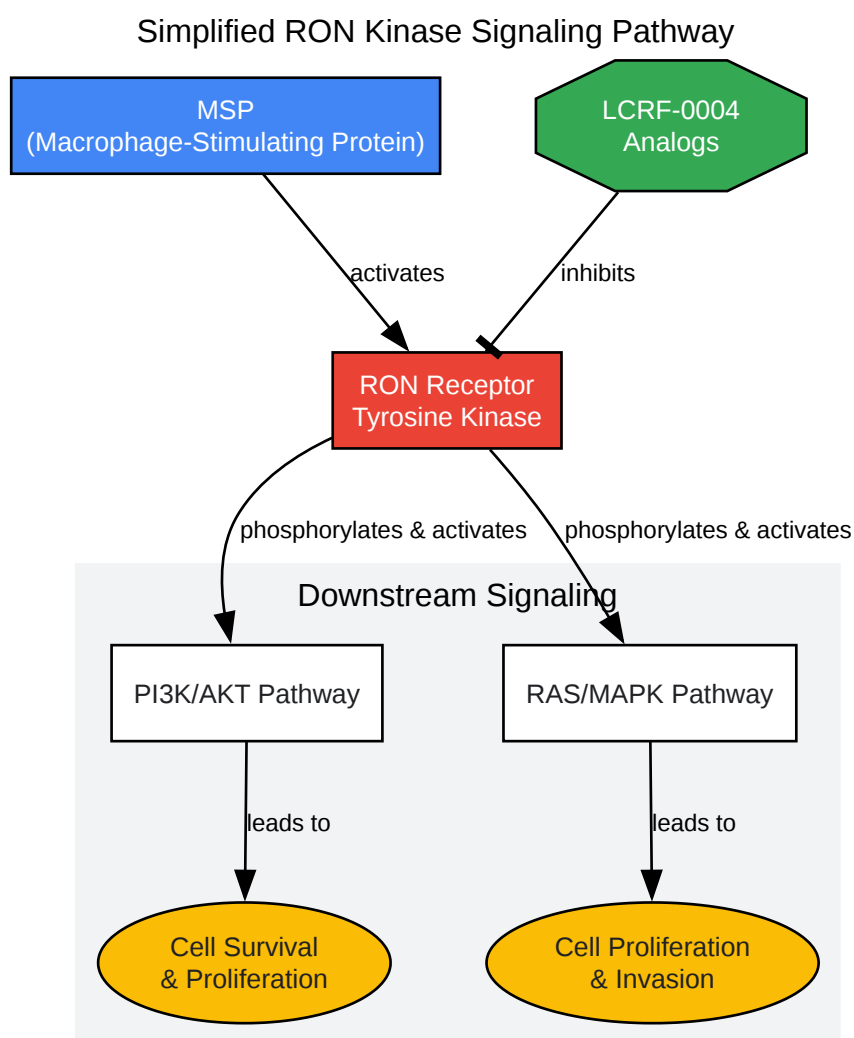 Simplified RON Kinase Signaling Pathway
MSP
(Macrophage-Stimulating Protein)
LCRF-0004
Analogs
activates
inhibits
RON Receptor
Tyrosine Kinase
phosphorylates & activates
phosphorylates & activates
Downstream Signaling
PI3K/AKT Pathway
RAS/MAPK Pathway
leads to
leads to
Cell Survival
& Proliferation
Cell Proliferation
& Invasion